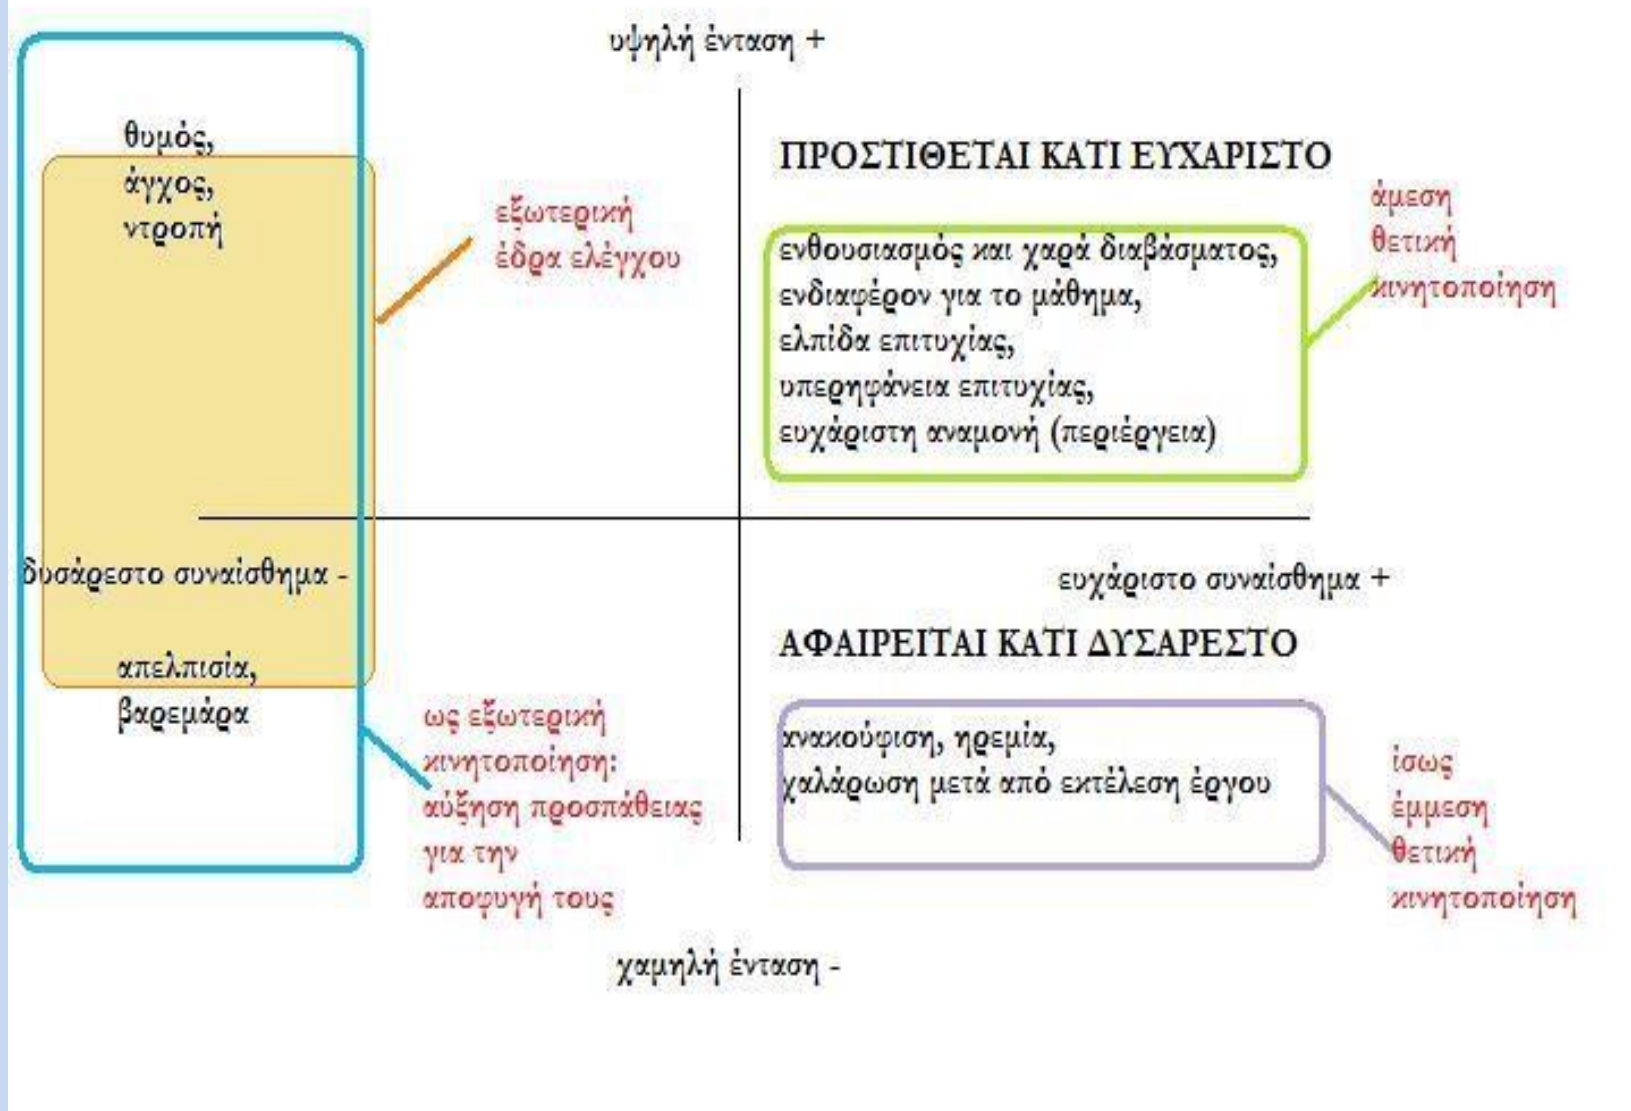 υψηλή ένταση +
θυμός,
άγχος,
ντροπή
εξωτερική
έδρα ελέγχου
ΠΡΟΣΤΙΘΕΤΑΙ ΚΑΤΙ ΕΥΧΑΡΙΣΤΟ
ενθουσιασμός και χαρά διαβάσματος,
ενδιαφέρον για το μάθημα,
ελπίδα επιτυχίας,
υπερηφάνεια επιτυχίας,
ευχάριστη αναμονή (περιέργεια)
άμεση
θετική
κινητοποίηση
δυσάρεστο συναίσθημα -
ευχάριστο συναίσθημα +
απελπισία,
βαρεμάρα
ως εξωτερική
κινητοποίηση:
αύξηση προσπάθειας
για την
αποφυγή τους
ΑΦΑΙΡΕΙΤΑΙ ΚΑΤΙ ΔΥΣΑΡΕΣΤΟ
ανακούφιση, ηρεμία,
χαλάρωση μετά από εκτέλεση έργου
ίσως
έμμεση
θετική
κινητοποίηση
χαμηλή ένταση -